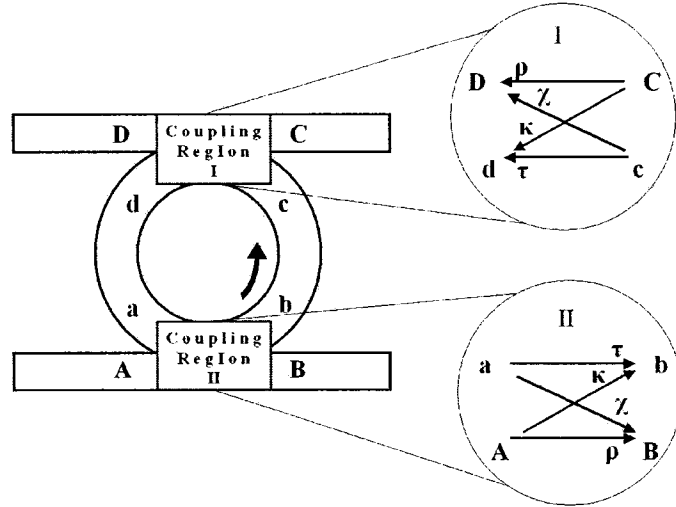 I
D ρ C
χ
κ
d τ c
D Coupling Region I C
d c
a b
A Coupling Region II B
II
a τ b
κ
χ
A ρ B